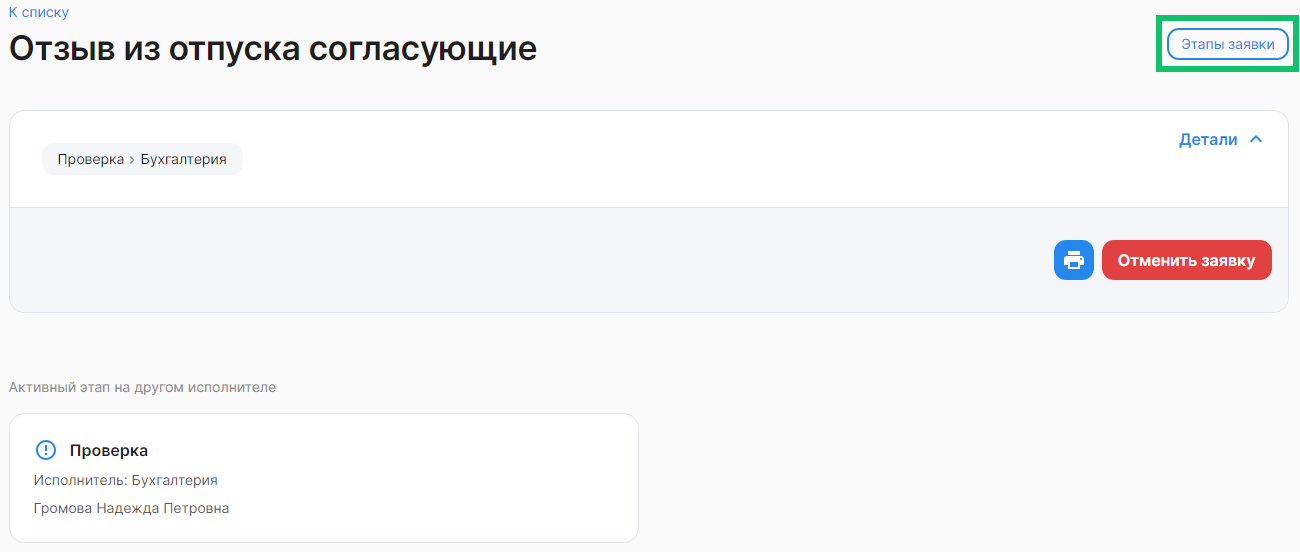 К списку
Отзыв из отпуска согласующие
Этапы заявки
Детали
Проверка > Бухгалтерия
Отменить заявку
Активный этап на другом исполнителе
Проверка
Исполнитель: Бухгалтерия
Громова Надежда Петровна